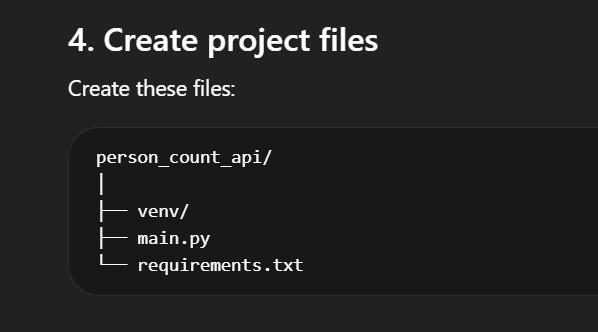 4. Create project files
Create these files:
person_count_api/
│
├── venv/
├── main.py
└── requirements.txt